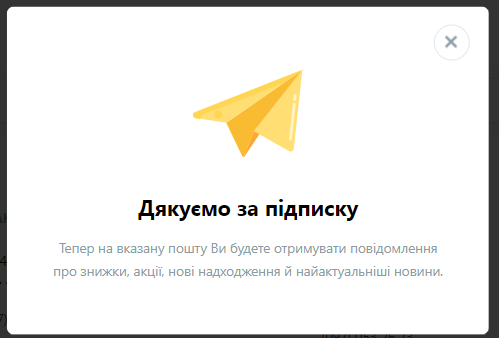 Дякуємо за підписку
Тепер на вказану пошту Ви будете отримувати повідомлення
про знижки, акції, нові надходження й найактуальніші новини.